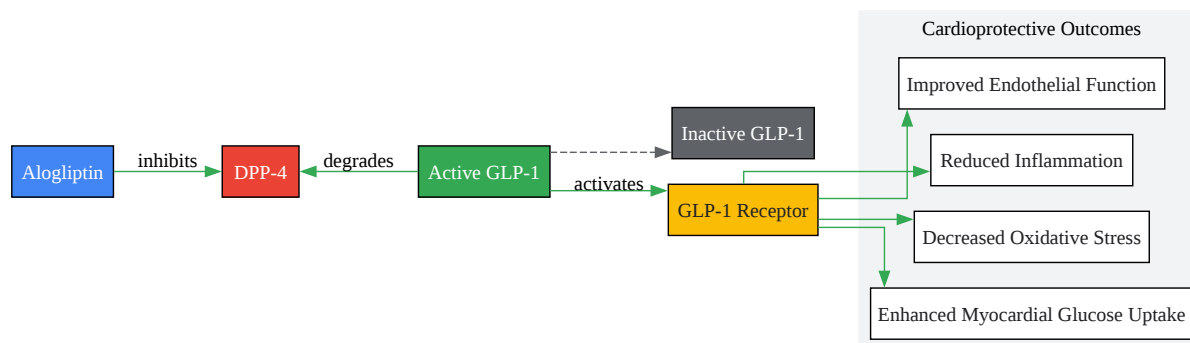 Cardioprotective Outcomes
Improved Endothelial Function
Inactive GLP-1
Reduced Inflammation
Alogliptin
inhibits
DPP-4
degrades
Active GLP-1
activates
GLP-1 Receptor
Decreased Oxidative Stress
Enhanced Myocardial Glucose Uptake